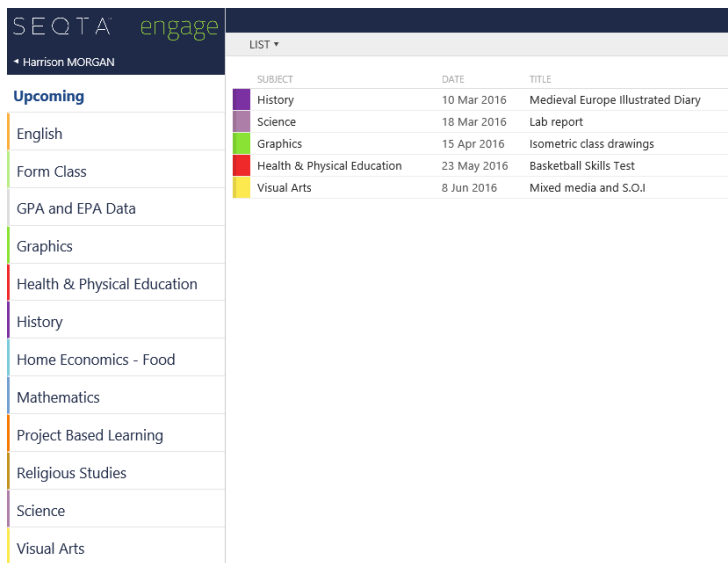 SEQTA engage
◂ Harrison MORGAN
Upcoming
English
Form Class
GPA and EPA Data
Graphics
Health & Physical Education
History
Home Economics - Food
Mathematics
Project Based Learning
Religious Studies
Science
Visual Arts
LIST ▾
SUBJECT DATE TITLE
History 10 Mar 2016 Medieval Europe Illustrated Diary
Science 18 Mar 2016 Lab report
Graphics 15 Apr 2016 Isometric class drawings
Health & Physical Education 23 May 2016 Basketball Skills Test
Visual Arts 8 Jun 2016 Mixed media and S.O.I